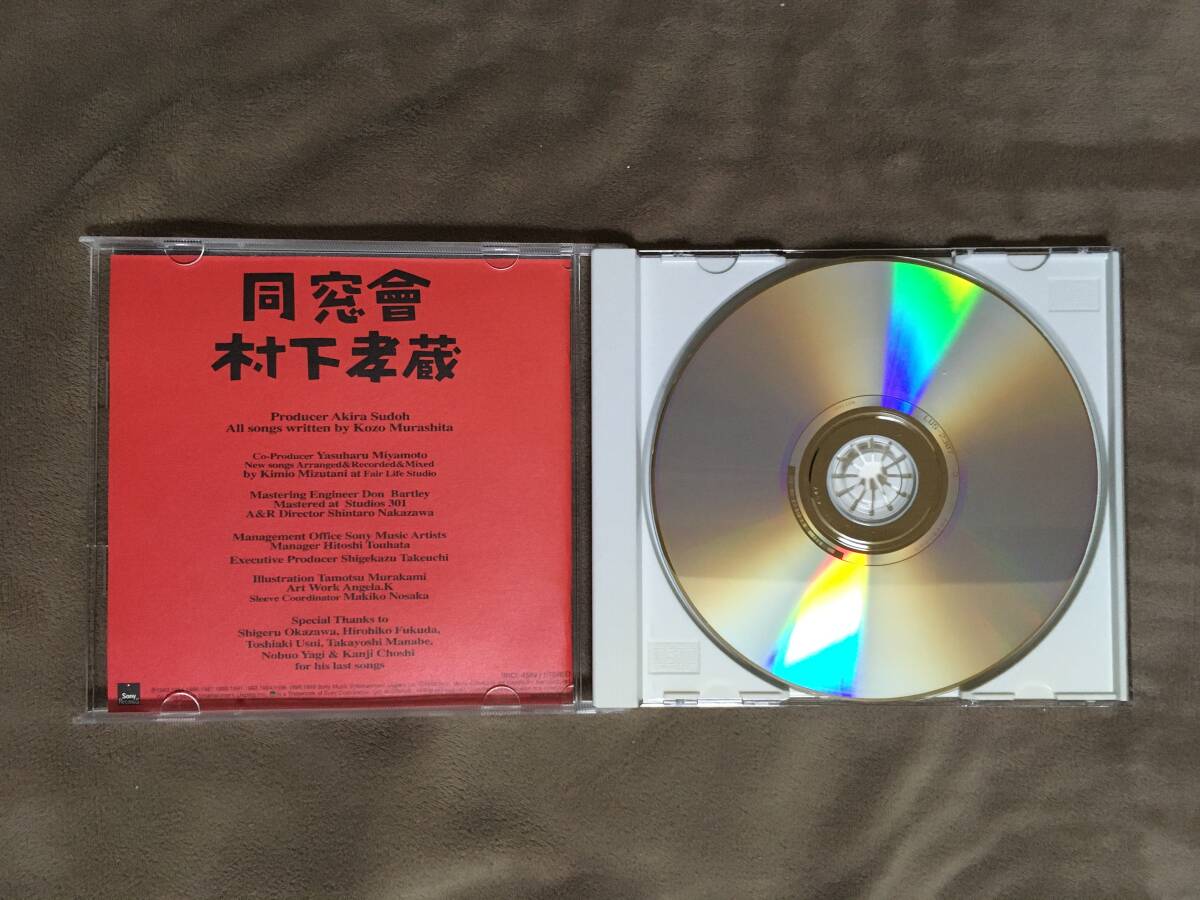 同窓會
村下孝蔵
Producer Akira Sudoh
All songs written by Kozo Murashita
Co-Producer Yasuharu Miyamoto
New songs Arranged&Recorded&Mixed
by Kimio Mizutani at Fair Life Studio
Mastering Engineer Don Bartley
Mastered at Studios 301
A&R Director Shintaro Nakazawa
Management Office Sony Music Artists
Manager Hitoshi Touhata
Executive Producer Shigekazu Takeuchi
Illustration Tamotsu Murakami
Art Work Angela.K
Sleeve Coordinator Makiko Nosaka
Special Thanks to
Shigeru Okazawa, Hirohiko Fukuda,
Toshiaki Usui, Takayoshi Manabe,
Nobuo Yagi & Kanji Choshi
for his last songs
Sony
Records